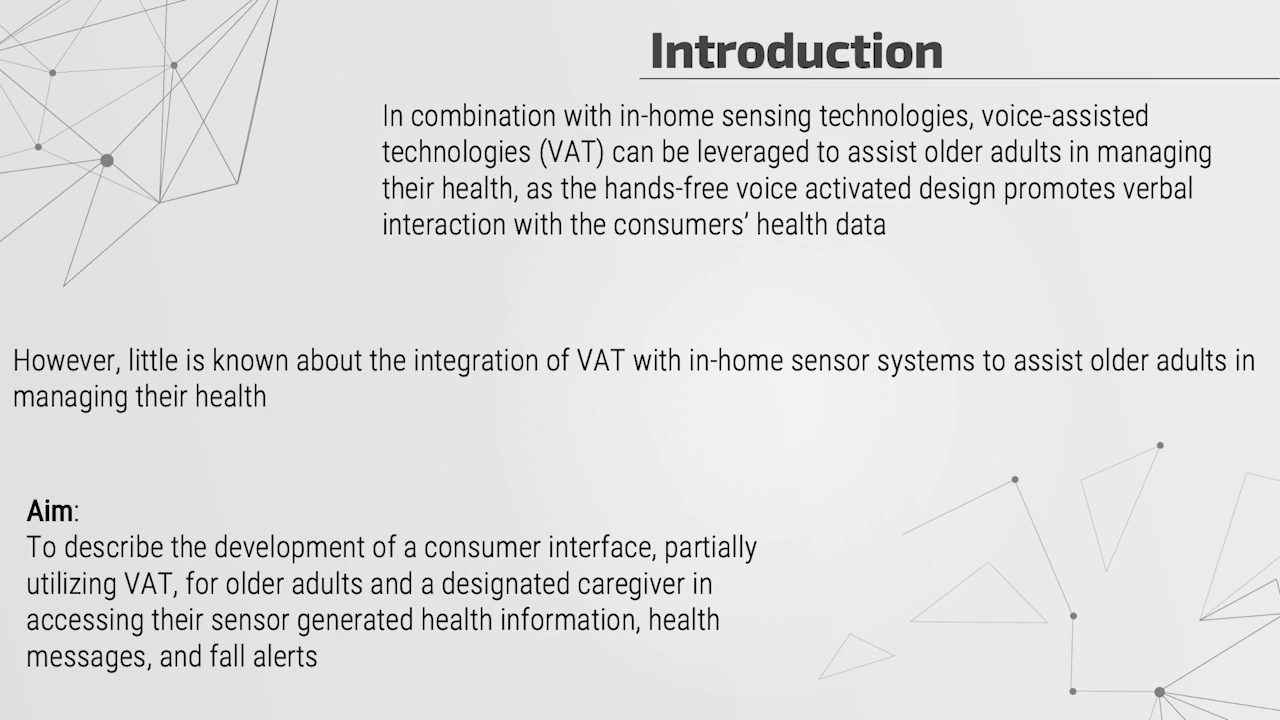 Introduction
In combination with in-home sensing technologies, voice-assisted
technologies (VAT) can be leveraged to assist older adults in managing
their health, as the hands-free voice activated design promotes verbal
interaction with the consumers’ health data
However, little is known about the integration of VAT with in-home sensor systems to assist older adults in
managing their health
Aim:
To describe the development of a consumer interface, partially
utilizing VAT, for older adults and a designated caregiver in
accessing their sensor generated health information, health
messages, and fall alerts